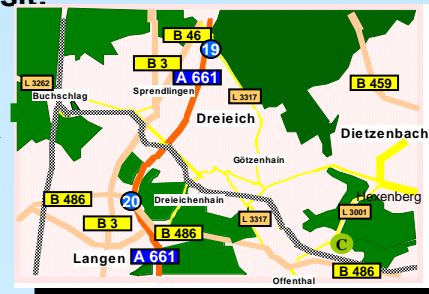 B 46
19
B 3
A 661
L 3262
Sprendlingen
Buchschlag
L 3317
B 459
Dreieich
Dietzenbach
Götzenhain
B 486
20
Dreieichenhain
Hexenberg
B 3
L 3317
L 3001
B 486
C
Langen
A 661
B 486
Offenthal